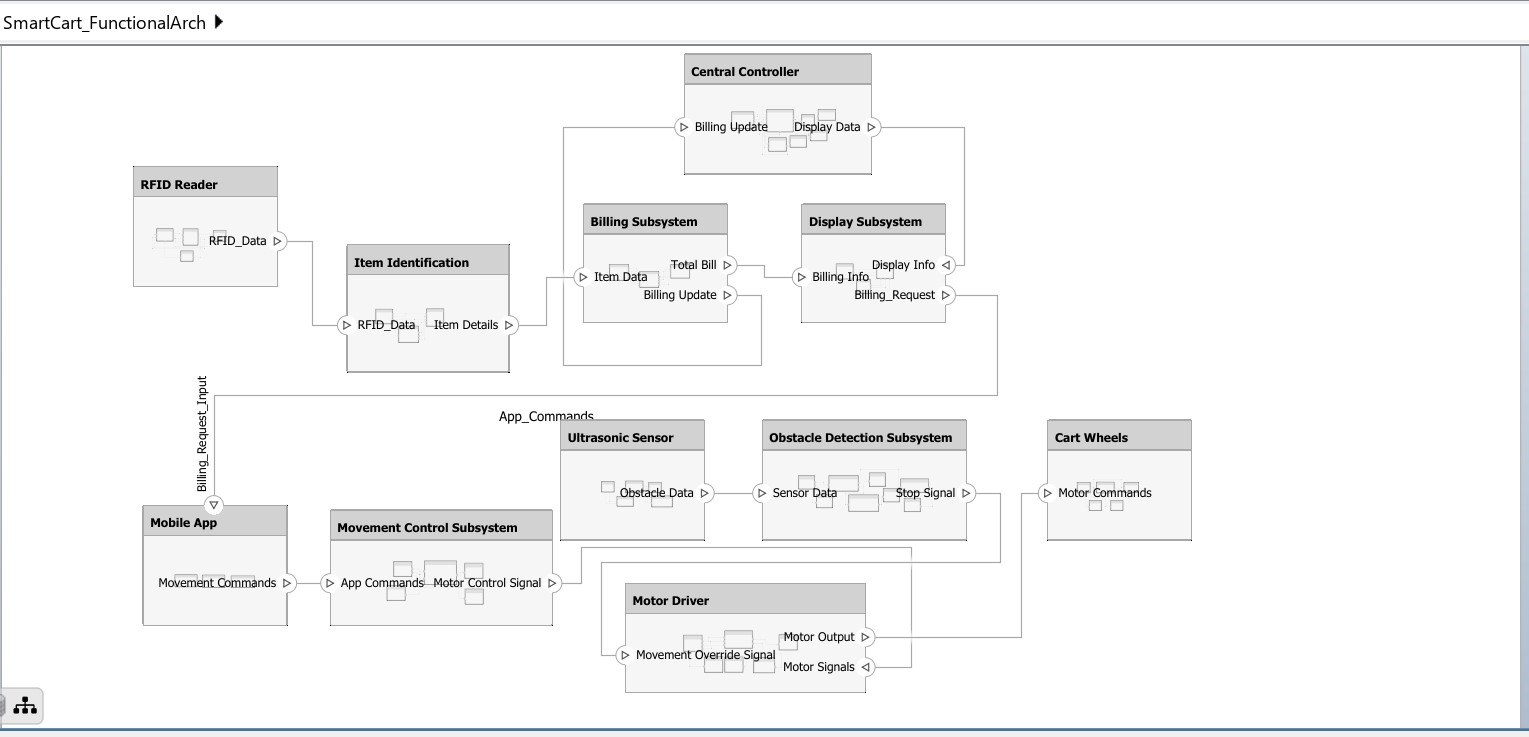 SmartCart_FunctionalArch
Central Controller
Billing Update
Display Data
RFID Reader
RFID_Data
Item Identification
RFID_Data
Item Details
Billing Subsystem
Item Data
Total Bill
Billing Update
Display Subsystem
Display Info
Billing Info
Billing_Request
Billing_Request_Input
App_Commands
Ultrasonic Sensor
Obstacle Data
Obstacle Detection Subsystem
Sensor Data
Stop Signal
Cart Wheels
Motor Commands
Mobile App
Movement Commands
Movement Control Subsystem
App Commands
Motor Control Signal
Motor Driver
Motor Output
Movement Override Signal
Motor Signals